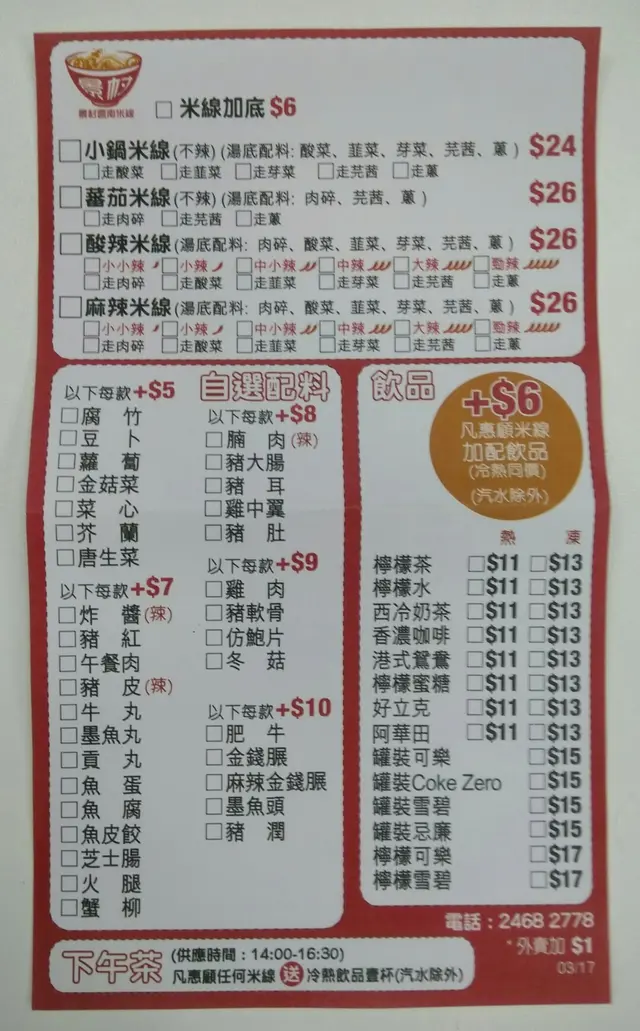 景村
景村雲南米線
□ 米線加底 $6
□小鍋米線(不辣) (湯底配料: 酸菜、韮菜、芽菜、芫茜、蔥 ) $24
□走酸菜 □走韮菜 □走芽菜 □走芫茜 □走蔥
□蕃茄米線(不辣) (湯底配料: 肉碎、芫茜、蔥 ) $26
□走肉碎 □走芫茜 □走蔥
□酸辣米線(湯底配料: 肉碎、酸菜、韮菜、芽菜、芫茜、蔥 ) $26
□小小辣 □小辣 □中小辣 □中辣 □大辣 □勁辣
□走肉碎 □走酸菜 □走韮菜 □走芽菜 □走芫茜 □走蔥
□麻辣米線(湯底配料: 肉碎、酸菜、韮菜、芽菜、芫茜、蔥 ) $26
□小小辣 □小辣 □中小辣 □中辣 □大辣 □勁辣
□走肉碎 □走酸菜 □走韮菜 □走芽菜 □走芫茜 □走蔥
自選配料
以下每款+$5
□腐 竹
□豆 卜
□蘿 蔔
□金菇菜
□菜 心
□芥 蘭
□唐生菜
以下每款+$7
□炸 醬(辣)
□豬 紅
□午餐肉
□豬 皮(辣)
□牛 丸
□墨魚丸
□貢 丸
□魚 蛋
□魚 腐
□魚皮餃
□芝士腸
□火 腿
□蟹 柳
以下每款+$8
□腩 肉(辣)
□豬大腸
□豬 耳
□雞中翼
□豬 肚
以下每款+$9
□雞 肉
□豬軟骨
□仿鮑片
□冬 菇
以下每款+$10
□肥 牛
□金錢𦟌
□麻辣金錢𦟌
□墨魚頭
□豬 潤
飲品
+$6
凡惠顧米線
加配飲品
(冷熱同價)
(汽水除外)
熱 凍
檸檬茶 □$11 □$13
檸檬水 □$11 □$13
西冷奶茶 □$11 □$13
香濃咖啡 □$11 □$13
港式鴛鴦 □$11 □$13
檸檬蜜糖 □$11 □$13
好立克 □$11 □$13
阿華田 □$11 □$13
罐裝可樂 □$15
罐裝Coke Zero □$15
罐裝雪碧 □$15
罐裝忌廉 □$15
檸檬可樂 □$17
檸檬雪碧 □$17
電話：2468 2778
*外賣加 $1
03/17
下午茶 (供應時間：14:00-16:30)
凡惠顧任何米線 送 冷熱飲品壹杯(汽水除外)